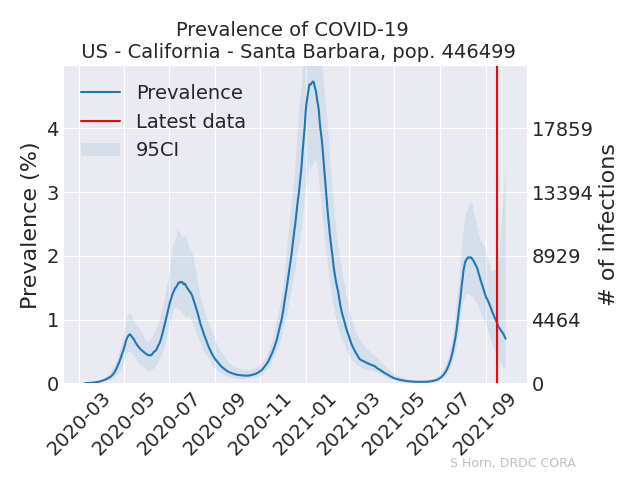 Prevalence of COVID-19
US - California - Santa Barbara, pop. 446499
Prevalence
Latest data
95CI
Prevalence (%)
4
3
2
1
0
17859
13394
8929
4464
0
# of infections
2020-03
2020-05
2020-07
2020-09
2020-11
2021-01
2021-03
2021-05
2021-07
2021-09
S Horn, DRDC CORA